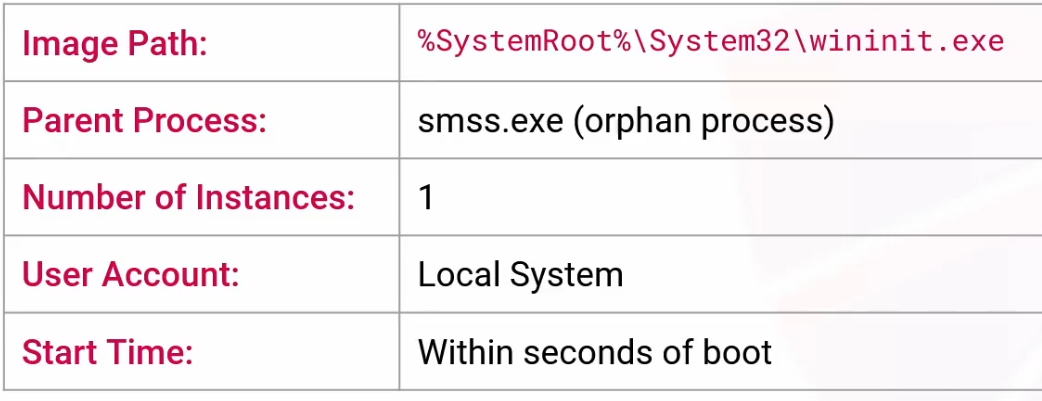 Image Path: %SystemRoot%\System32\wininit.exe
Parent Process: smss.exe (orphan process)
Number of Instances: 1
User Account: Local System
Start Time: Within seconds of boot